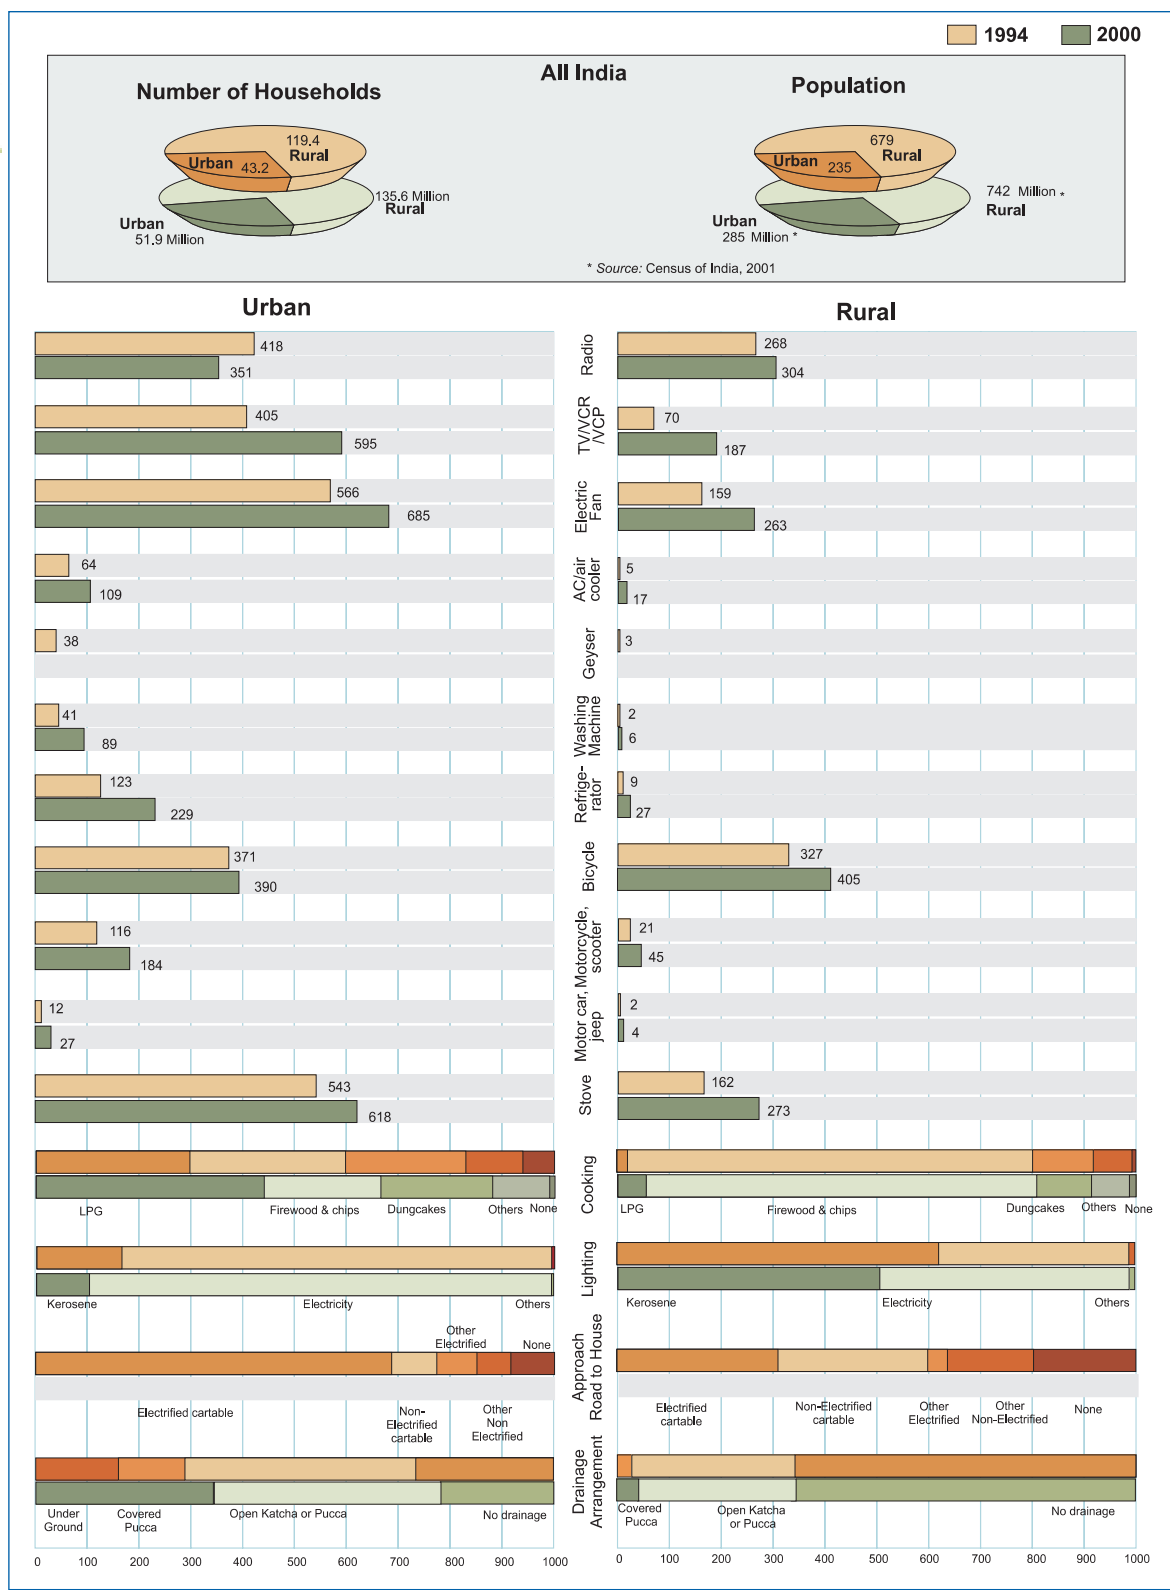 1994
2000
All India
Number of Households
Population
119.4
Rural
Urban
43.2
135.6 Million
Rural
Urban
51.9 Million
679
Rural
Urban
235
742 Million *
Rural
Urban
285 Million *
* Source: Census of India, 2001
Urban
Rural
418
351
Radio
268
304
405
595
TV/VCR
/VCP
70
187
566
685
Electric
Fan
159
263
64
109
AC/air
cooler
5
17
38
Geyser
3
41
89
Washing
Machine
2
6
123
229
Refrige-
rator
9
27
371
390
Bicycle
327
405
116
184
Motorcycle,
scooter
21
45
12
27
Motor car,
jeep
2
4
543
618
Stove
162
273
Cooking
LPG
Firewood & chips
Dungcakes
Others
None
LPG
Firewood & chips
Dungcakes
Others
None
Lighting
Kerosene
Electricity
Others
Kerosene
Electricity
Others
Approach
Road to House
Other
Electrified
None
Electrified cartable
Non-
Electrified
cartable
Other
Non
Electrified
Electrified
cartable
Non-Electrified
cartable
Other
Electrified
Other
Non-Electrified
None
Drainage
Arrangement
Under
Ground
Covered
Pucca
Open Katcha or Pucca
No drainage
Covered
Pucca
Open Katcha
or Pucca
No drainage
0 100 200 300 400 500 600 700 800 900 1000
0 100 200 300 400 500 600 700 800 900 1000